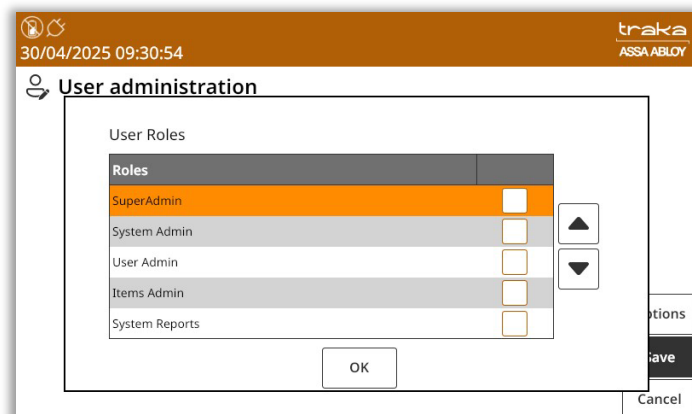 30/04/2025 09:30:54
traka
ASSA ABLOY
User administration
User Roles
Roles
SuperAdmin
System Admin
User Admin
Items Admin
System Reports
OK
ptions
ave
Cancel